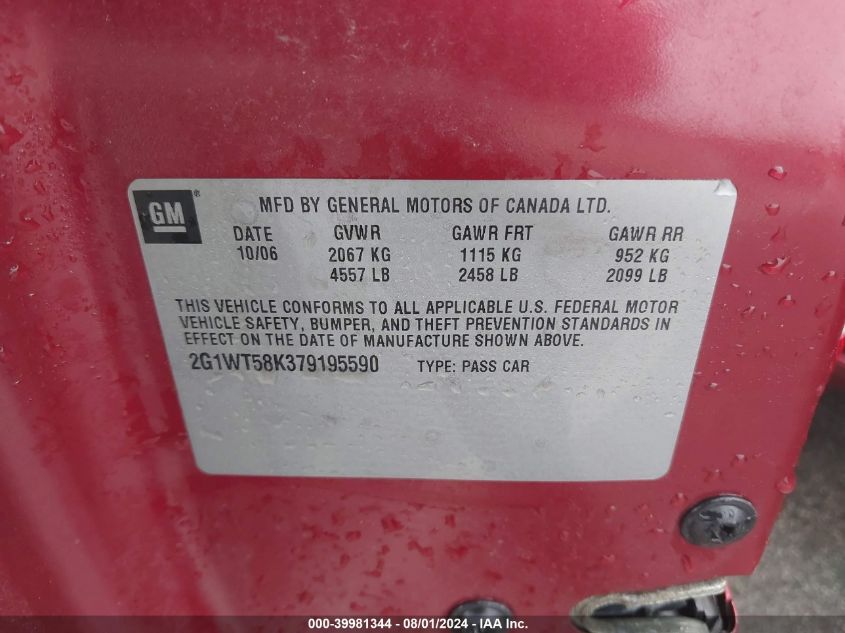 GM® MFD BY GENERAL MOTORS OF CANADA LTD.
DATE GVWR GAWR FRT GAWR RR
10/06 2067 KG 1115 KG 952 KG
4557 LB 2458 LB 2099 LB
THIS VEHICLE CONFORMS TO ALL APPLICABLE U.S. FEDERAL MOTOR
VEHICLE SAFETY, BUMPER, AND THEFT PREVENTION STANDARDS IN
EFFECT ON THE DATE OF MANUFACTURE SHOWN ABOVE.
2G1WT58K379195590 TYPE: PASS CAR
000-39981344 - 08/01/2024 - IAA Inc.